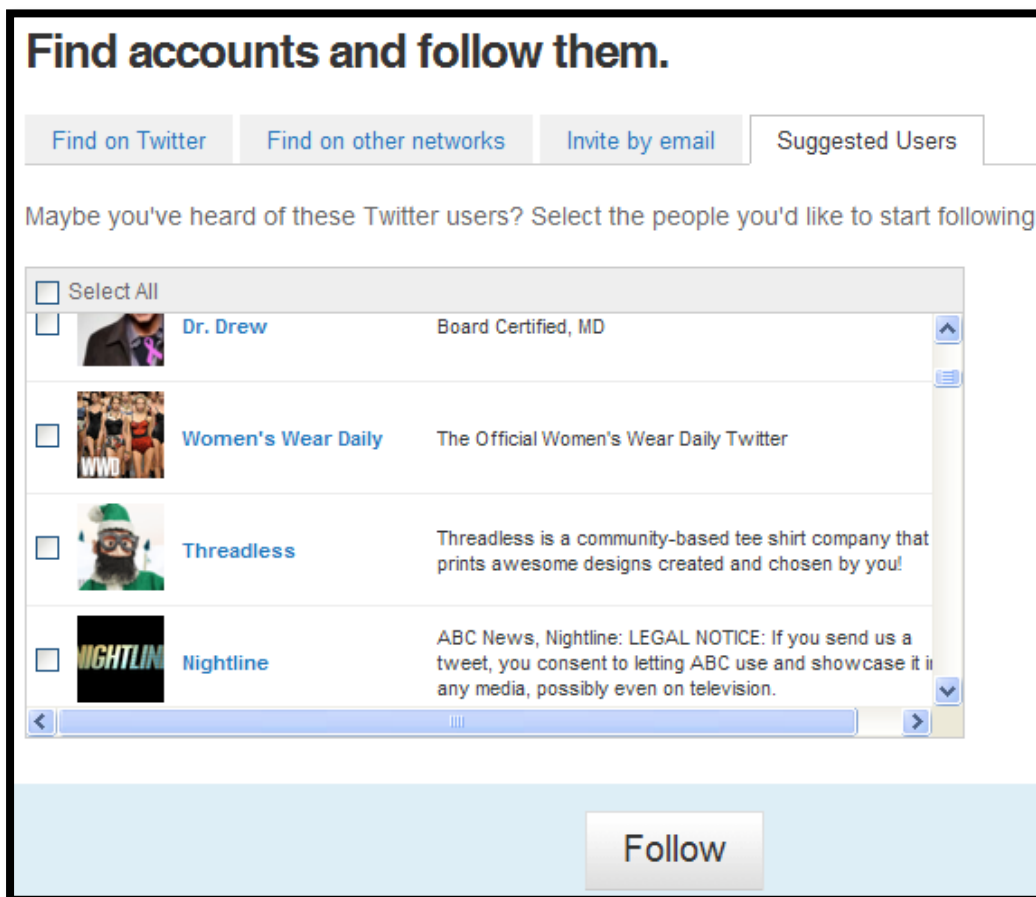 Find accounts and follow them.
Find on Twitter Find on other networks Invite by email Suggested Users
Maybe you've heard of these Twitter users? Select the people you'd like to start following
Select All
Dr. Drew Board Certified, MD
WWD
Women's Wear Daily The Official Women's Wear Daily Twitter
Threadless Threadless is a community-based tee shirt company that
prints awesome designs created and chosen by you!
NIGHTLIN
Nightline ABC News, Nightline: LEGAL NOTICE: If you send us a
tweet, you consent to letting ABC use and showcase it in
any media, possibly even on television.
Follow